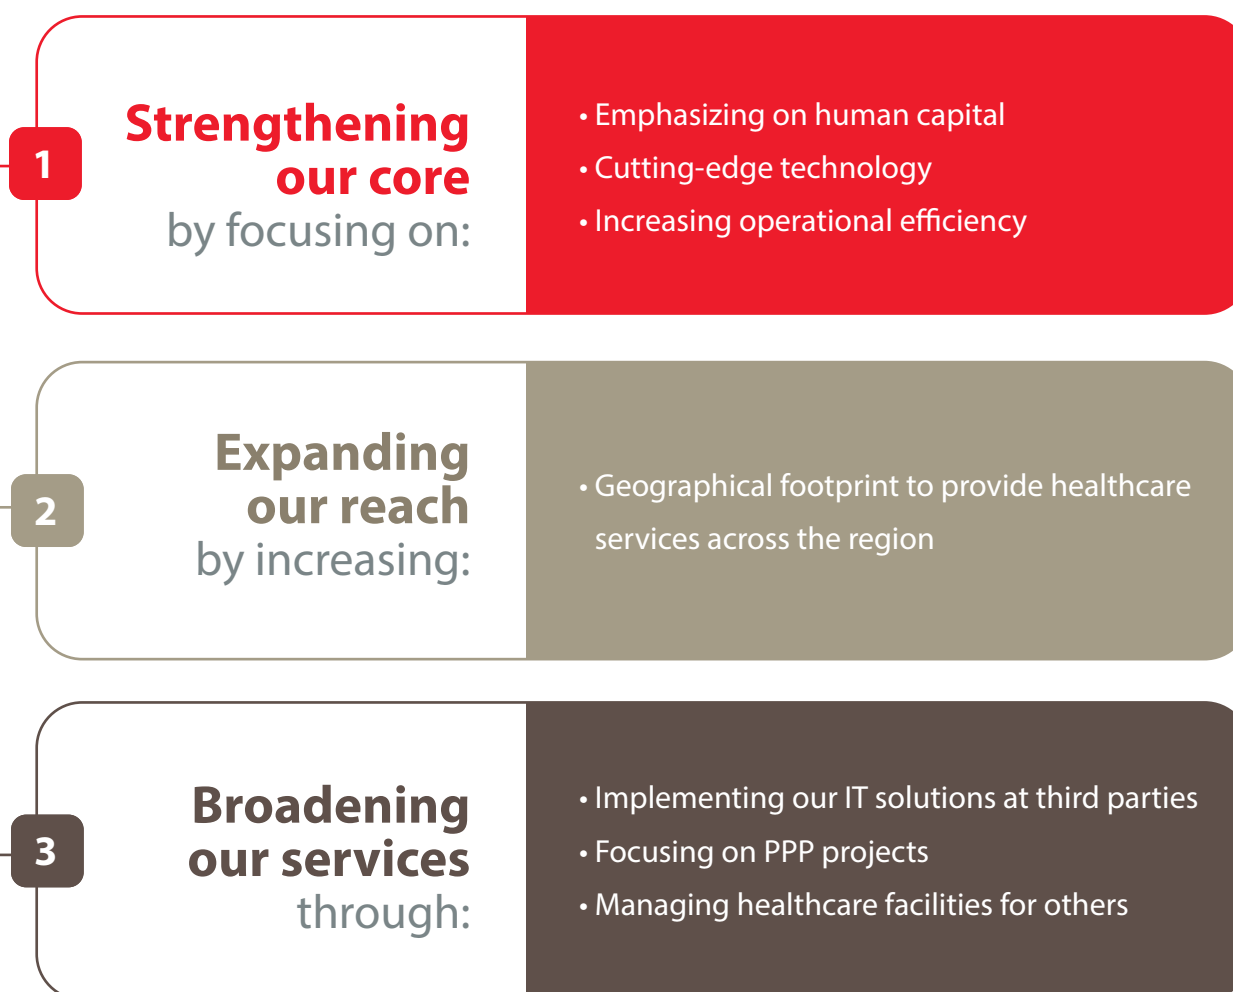 1
Strengthening
our core
by focusing on:
• Emphasizing on human capital
• Cutting-edge technology
• Increasing operational efficiency
2
Expanding
our reach
by increasing:
• Geographical footprint to provide healthcare
services across the region
3
Broadening
our services
through:
• Implementing our IT solutions at third parties
• Focusing on PPP projects
• Managing healthcare facilities for others